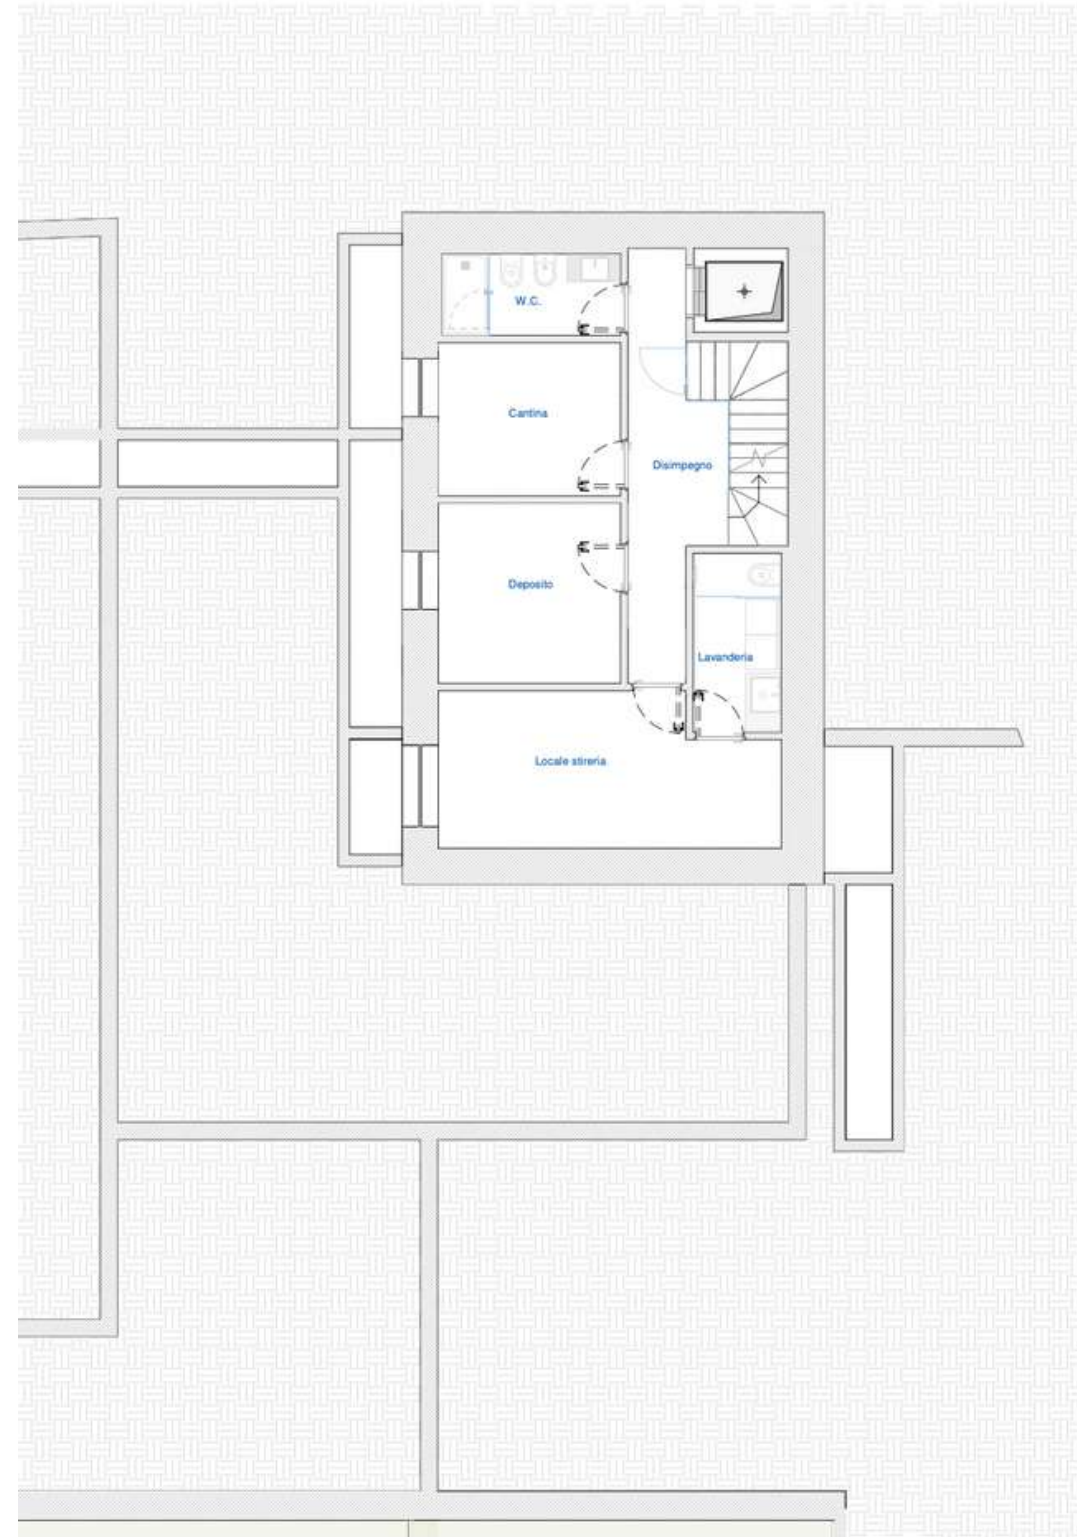 W.C.
Cantina
Disimpegno
Deposito
Lavanderia
Locale stireria